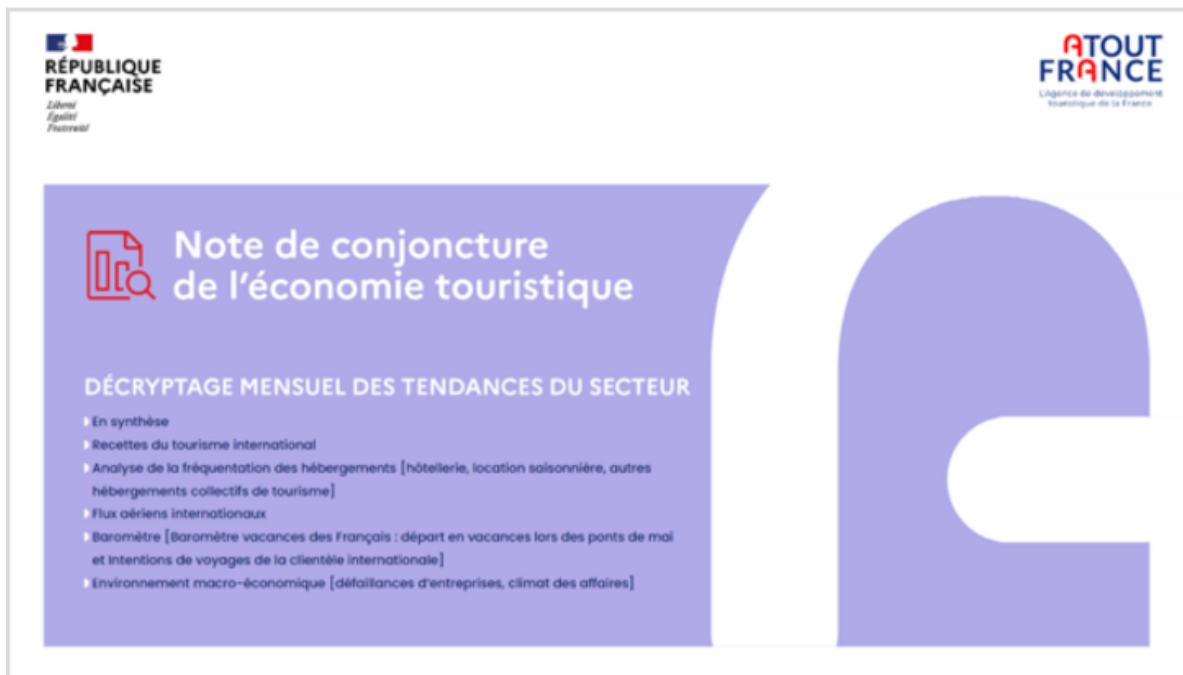 RÉPUBLIQUE
FRANÇAISE
Liberté
Égalité
Fraternité
ATOUT
FRANCE
L'Agence de développement
touristique de la France
Note de conjoncture
de l'économie touristique
DÉCRYPTAGE MENSUEL DES TENDANCES DU SECTEUR
En synthèse
Recettes du tourisme international
Analyse de la fréquentation des hébergements [hôtellerie, location saisonnière, autres
hébergements collectifs de tourisme]
Flux aériens internationaux
Baromètre [Baromètre vacances des Français : départ en vacances lors des ponts de mai
et Intentions de voyages de la clientèle internationale]
Environnement macro-économique [défaillances d'entreprises, climat des affaires]